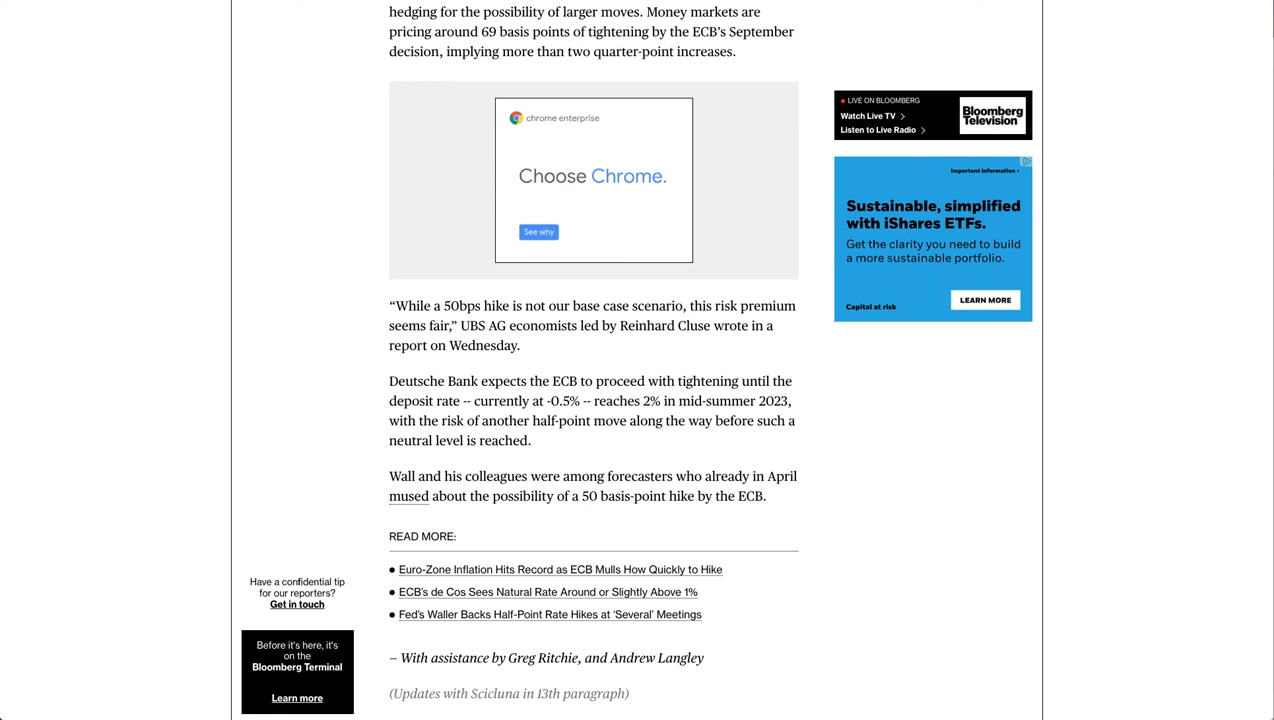 hedging for the possibility of larger moves. Money markets are
pricing around 69 basis points of tightening by the ECB’s September
decision, implying more than two quarter-point increases.
chrome enterprise
Choose Chrome.
See why
LIVE ON BLOOMBERG
Watch Live TV
Listen to Live Radio
Bloomberg
Television
Important information ›
Sustainable, simplified
with iShares ETFs.
Get the clarity you need to build
a more sustainable portfolio.
Capital at risk
LEARN MORE
“While a 50bps hike is not our base case scenario, this risk premium
seems fair,” UBS AG economists led by Reinhard Cluse wrote in a
report on Wednesday.
Deutsche Bank expects the ECB to proceed with tightening until the
deposit rate -- currently at -0.5% -- reaches 2% in mid-summer 2023,
with the risk of another half-point move along the way before such a
neutral level is reached.
Wall and his colleagues were among forecasters who already in April
mused about the possibility of a 50 basis-point hike by the ECB.
READ MORE:
Euro-Zone Inflation Hits Record as ECB Mulls How Quickly to Hike
ECB’s de Cos Sees Natural Rate Around or Slightly Above 1%
Fed’s Waller Backs Half-Point Rate Hikes at ‘Several’ Meetings
– With assistance by Greg Ritchie, and Andrew Langley
(Updates with Scicluna in 13th paragraph)
Have a confidential tip
for our reporters?
Get in touch
Before it's here, it's
on the
Bloomberg Terminal
Learn more